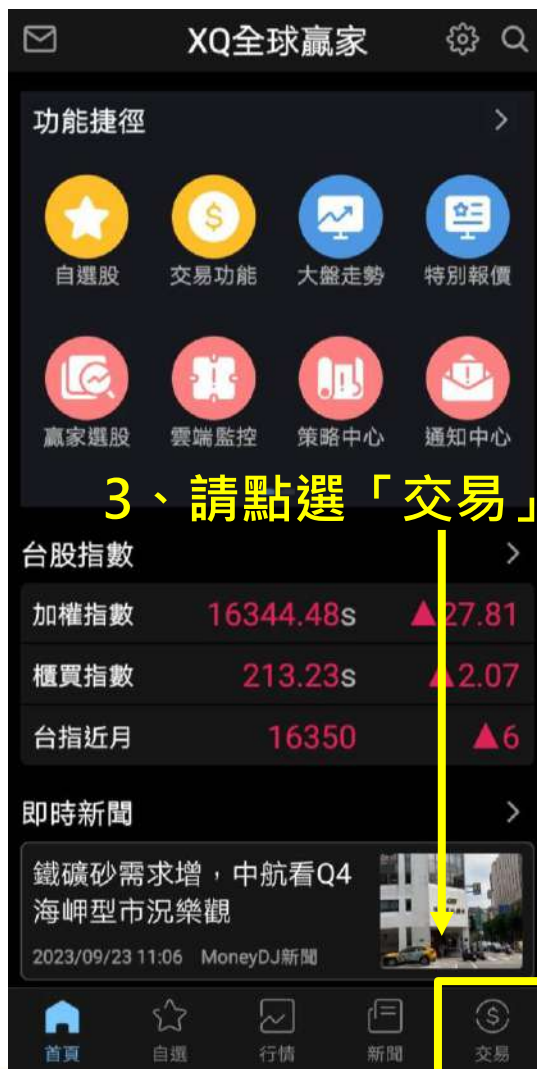 XQ全球贏家
功能捷徑
自選股 交易功能 大盤走勢 特別報價
贏家選股 雲端監控 策略中心 通知中心
3、請點選「交易」
台股指數
加權指數 16344.48s ▲27.81
櫃買指數 213.23s ▲2.07
台指近月 16350 ▲6
即時新聞
鐵礦砂需求增，中航看Q4
海岬型市況樂觀
2023/09/23 11:06 MoneyDJ新聞
首頁 自選 行情 新聞 交易